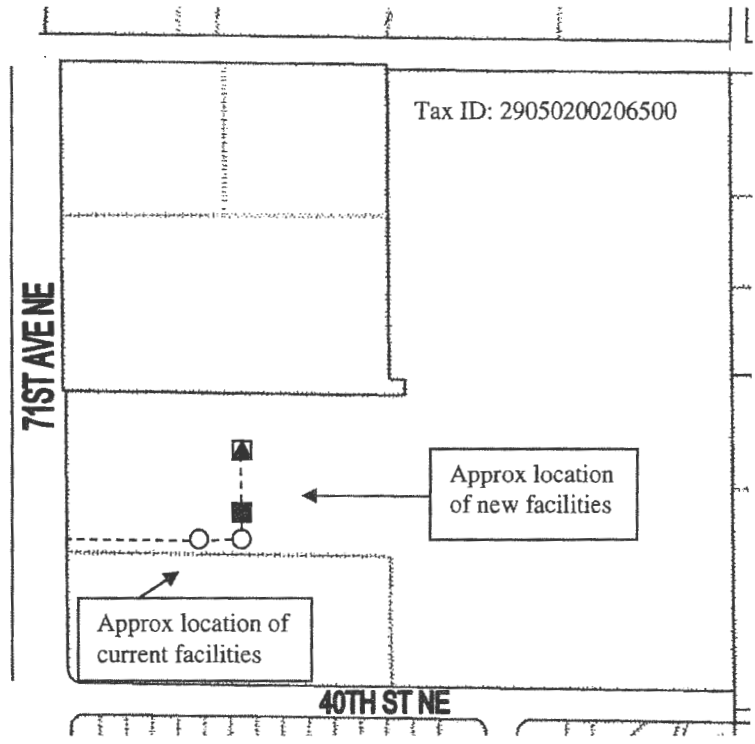 Tax ID: 29050200206500
71ST AVE NE
Approx location
of new facilities
Approx location of
current facilities
40TH ST NE